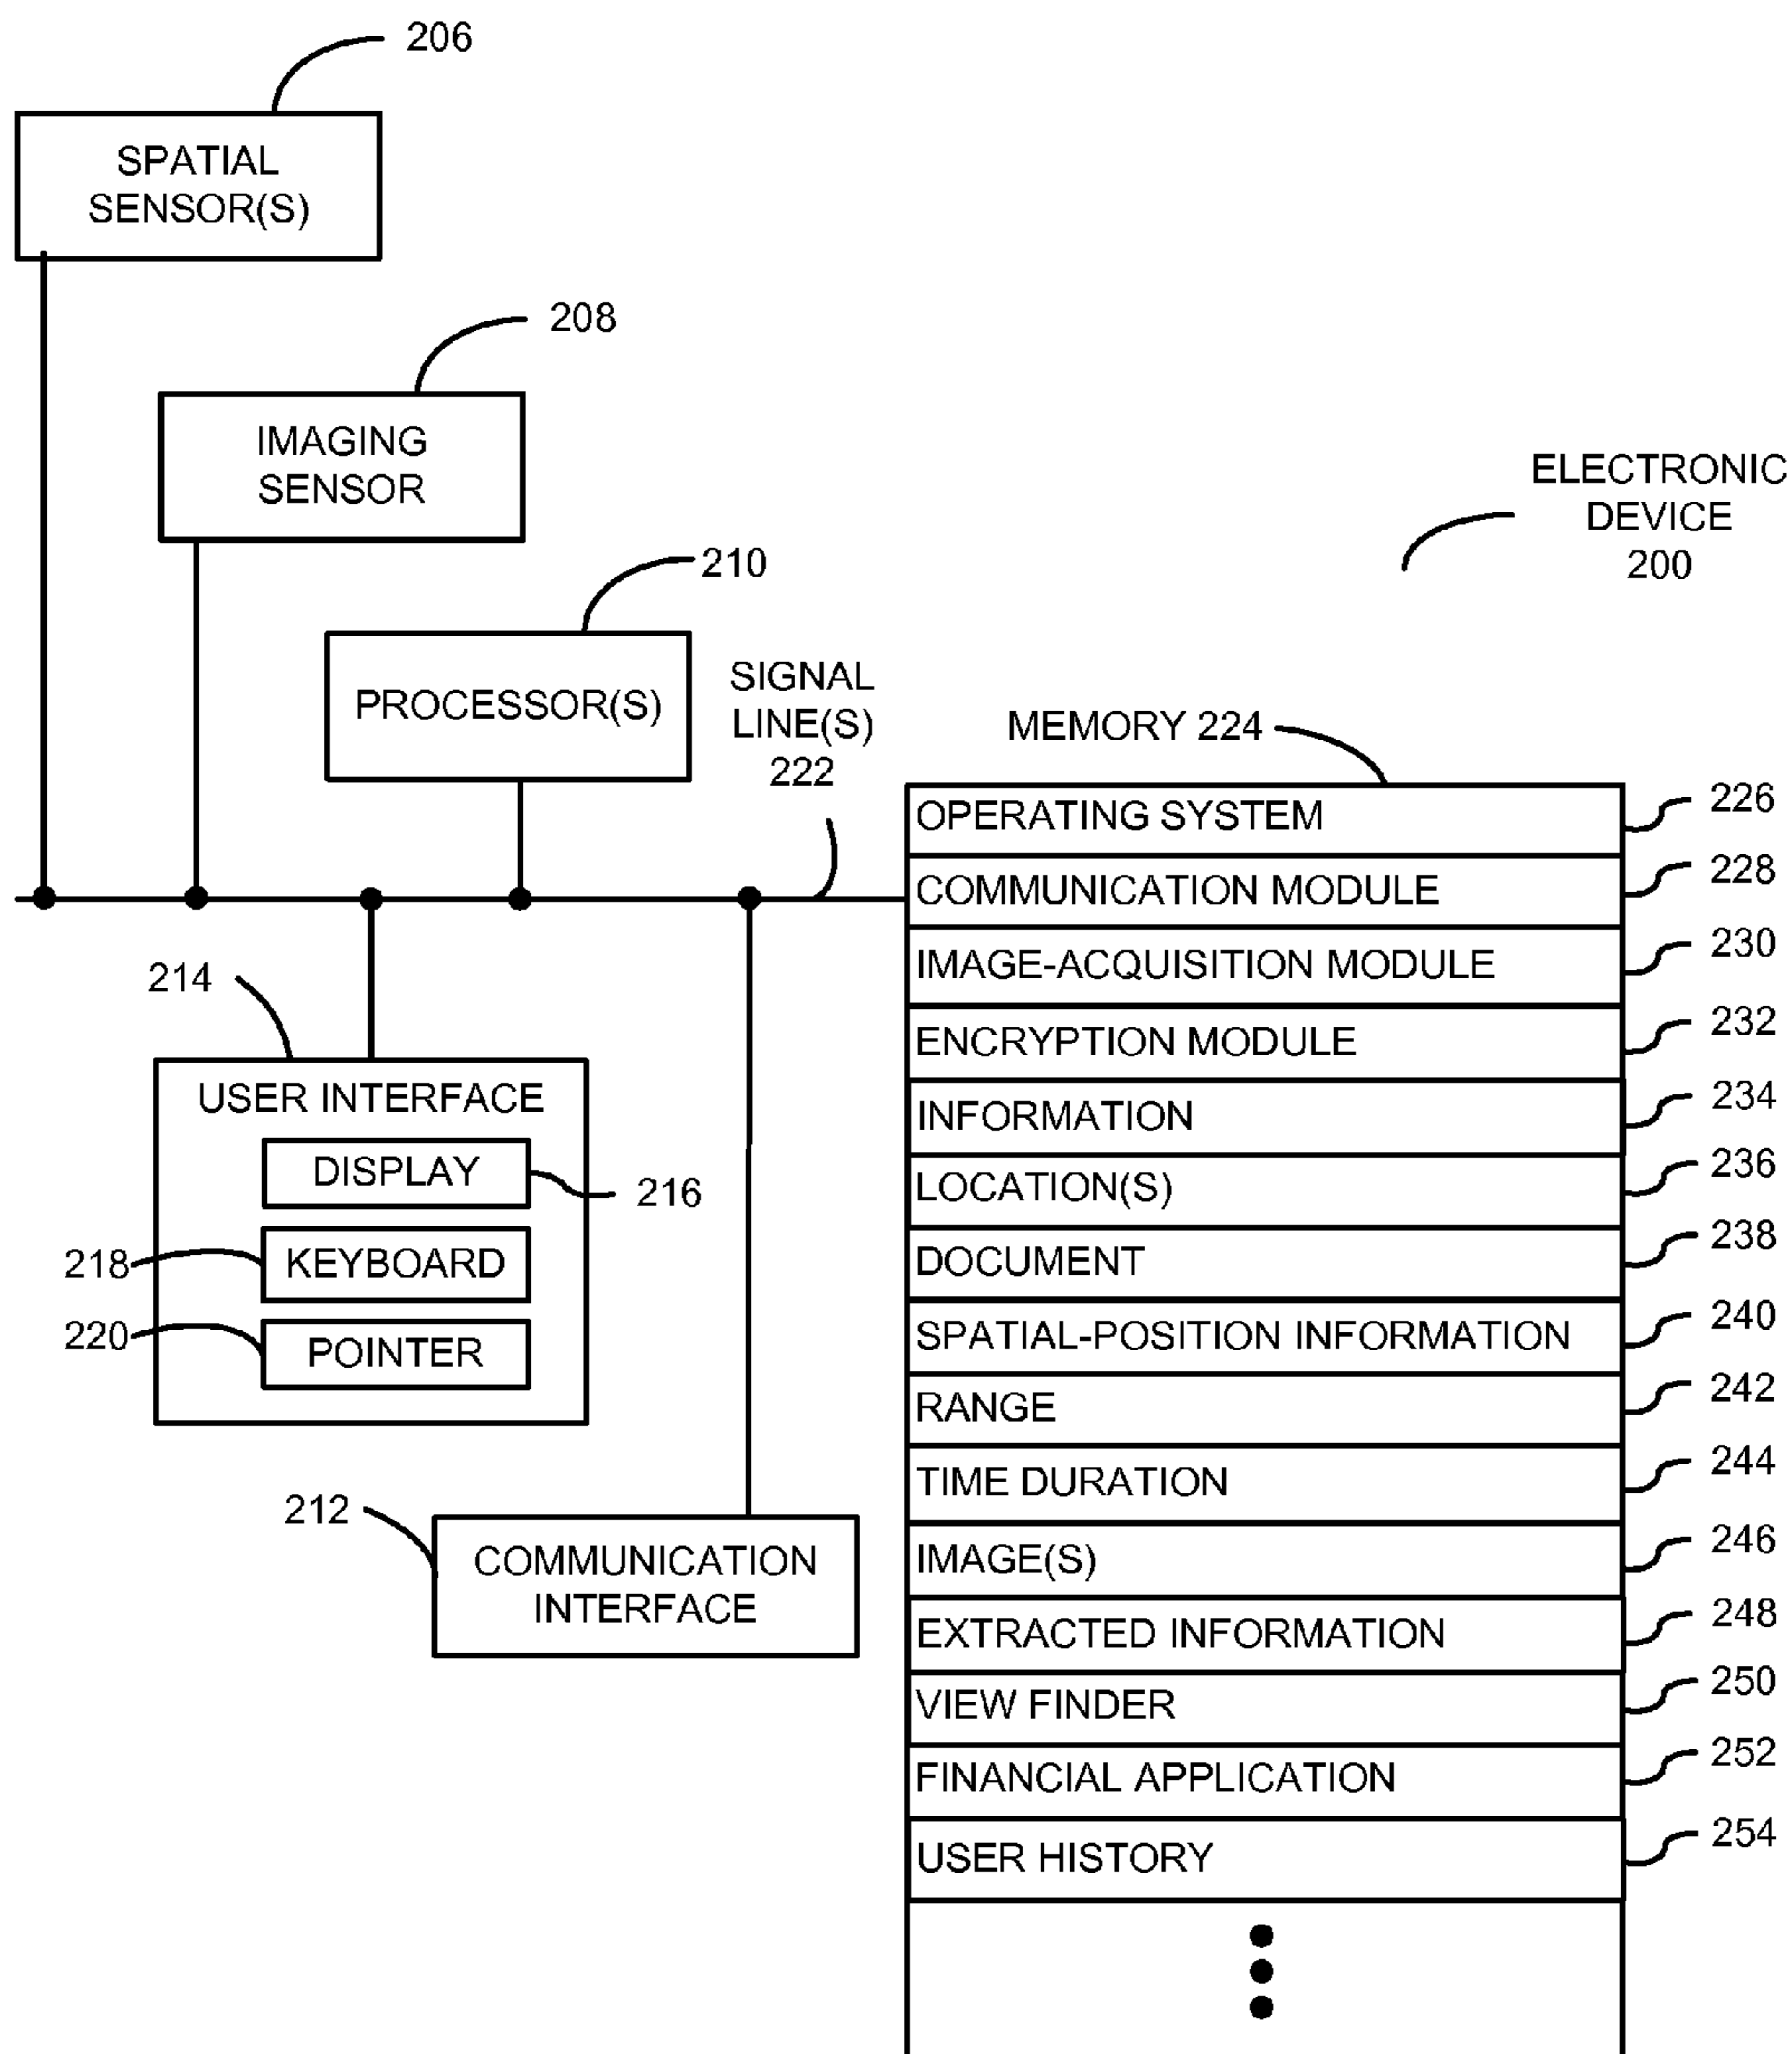 206
SPATIAL
SENSOR(S)
208
IMAGING
SENSOR
ELECTRONIC
DEVICE
200
210
PROCESSOR(S)
SIGNAL
LINE(S)
222
MEMORY 224
OPERATING SYSTEM
226
COMMUNICATION MODULE
228
IMAGE-ACQUISITION MODULE
230
ENCRYPTION MODULE
232
INFORMATION
234
LOCATION(S)
236
DOCUMENT
238
SPATIAL-POSITION INFORMATION
240
RANGE
242
TIME DURATION
244
IMAGE(S)
246
EXTRACTED INFORMATION
248
VIEW FINDER
250
FINANCIAL APPLICATION
252
USER HISTORY
254
214
USER INTERFACE
DISPLAY
216
218
KEYBOARD
220
POINTER
212
COMMUNICATION
INTERFACE